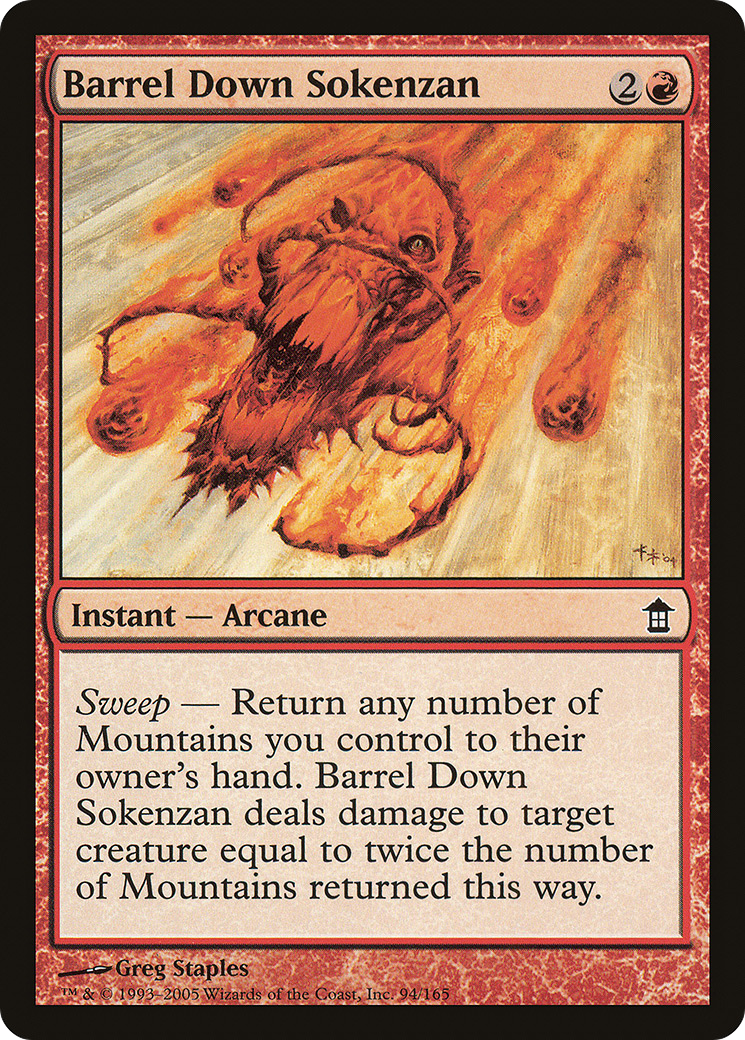 Barrel Down Sokenzan 2
Instant — Arcane
Sweep — Return any number of
Mountains you control to their
owner's hand. Barrel Down
Sokenzan deals damage to target
creature equal to twice the number
of Mountains returned this way.
Greg Staples
™ & © 1993–2005 Wizards of the Coast, Inc. 94/165